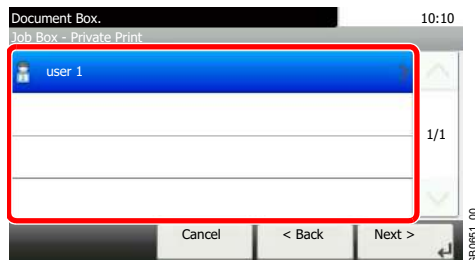 Document Box. 10:10
Job Box - Private Print
user 1
1/1
Cancel < Back Next >